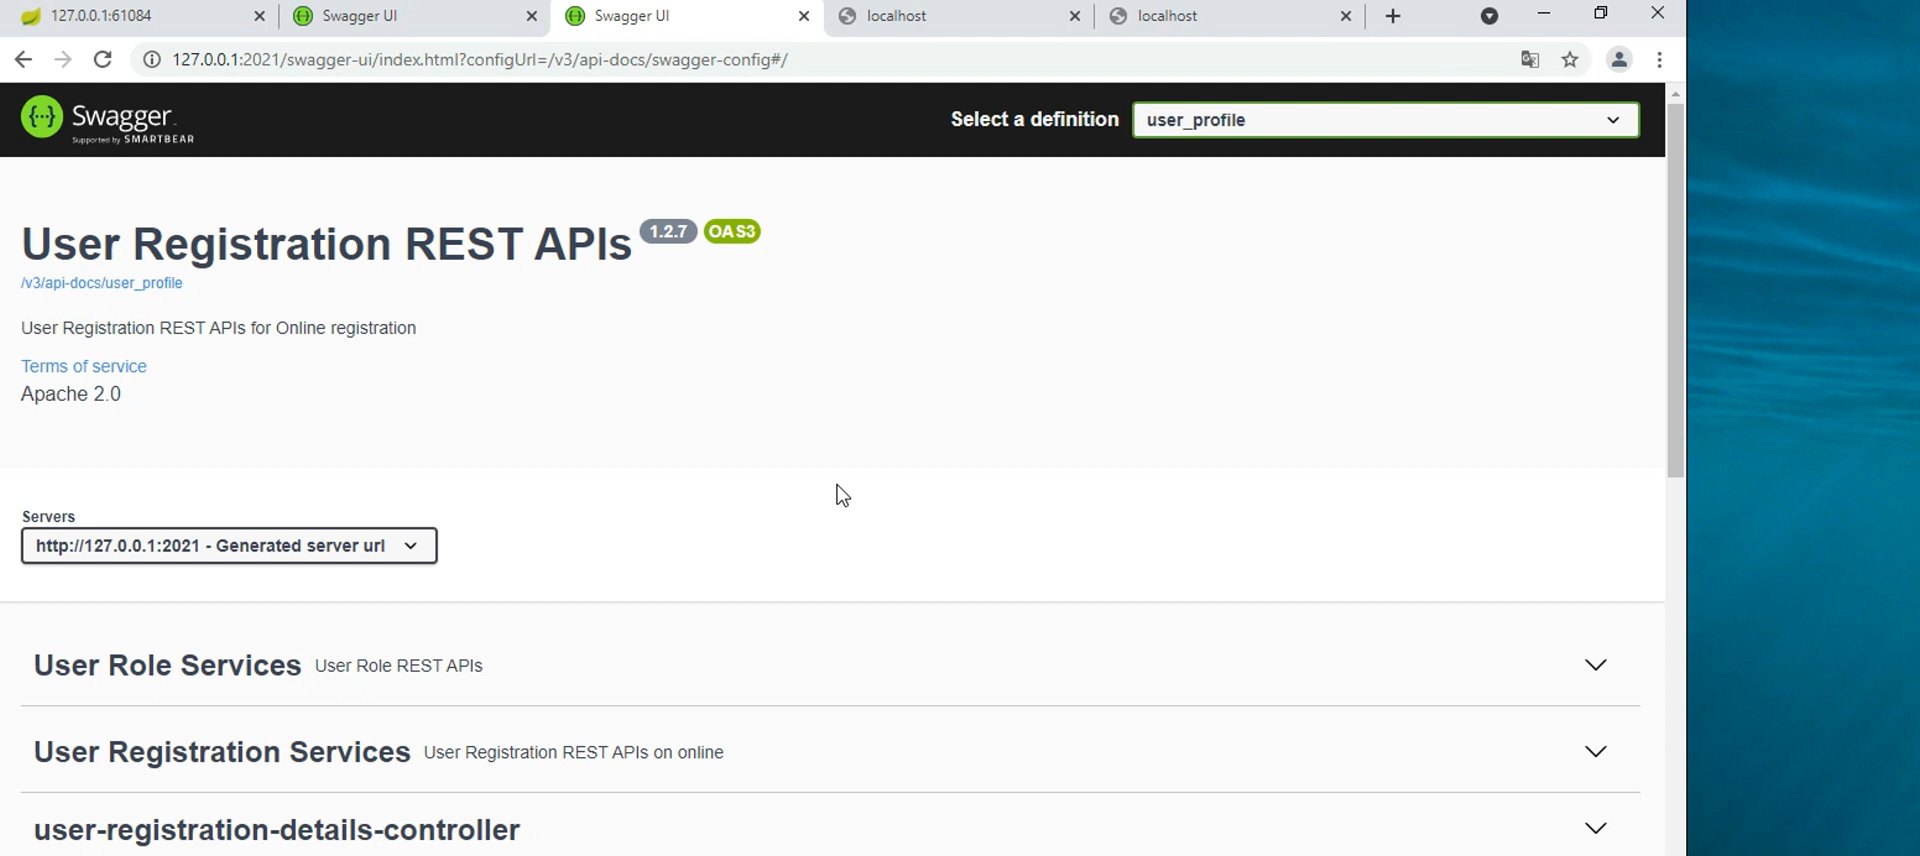 127.0.0.1:61084
Swagger UI
Swagger UI
localhost
localhost
127.0.0.1:2021/swagger-ui/index.html?configUrl=/v3/api-docs/swagger-config#/
Swagger
Supported by SMARTBEAR
Select a definition
user_profile
User Registration REST APIs 1.2.7 OAS3
/v3/api-docs/user_profile
User Registration REST APIs for Online registration
Terms of service
Apache 2.0
Servers
http://127.0.0.1:2021 - Generated server url
User Role Services User Role REST APIs
User Registration Services User Registration REST APIs on online
user-registration-details-controller